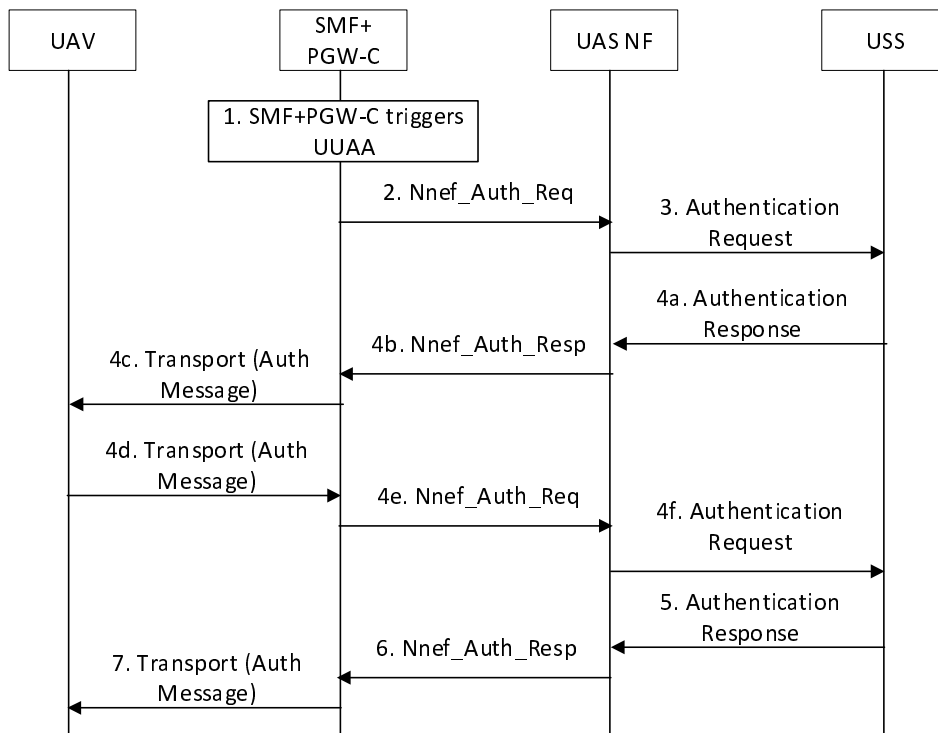 UAV
SMF+
PGW-C
UAS NF
USS
1. SMF+PGW-C triggers
UUAA
2. Nnef_Auth_Req
3. Authentication
Request
4a. Authentication
Response
4b. Nnef_Auth_Resp
4c. Transport (Auth
Message)
4d. Transport (Auth
Message)
4e. Nnef_Auth_Req
4f. Authentication
Request
5. Authentication
Response
6. Nnef_Auth_Resp
7. Transport (Auth
Message)